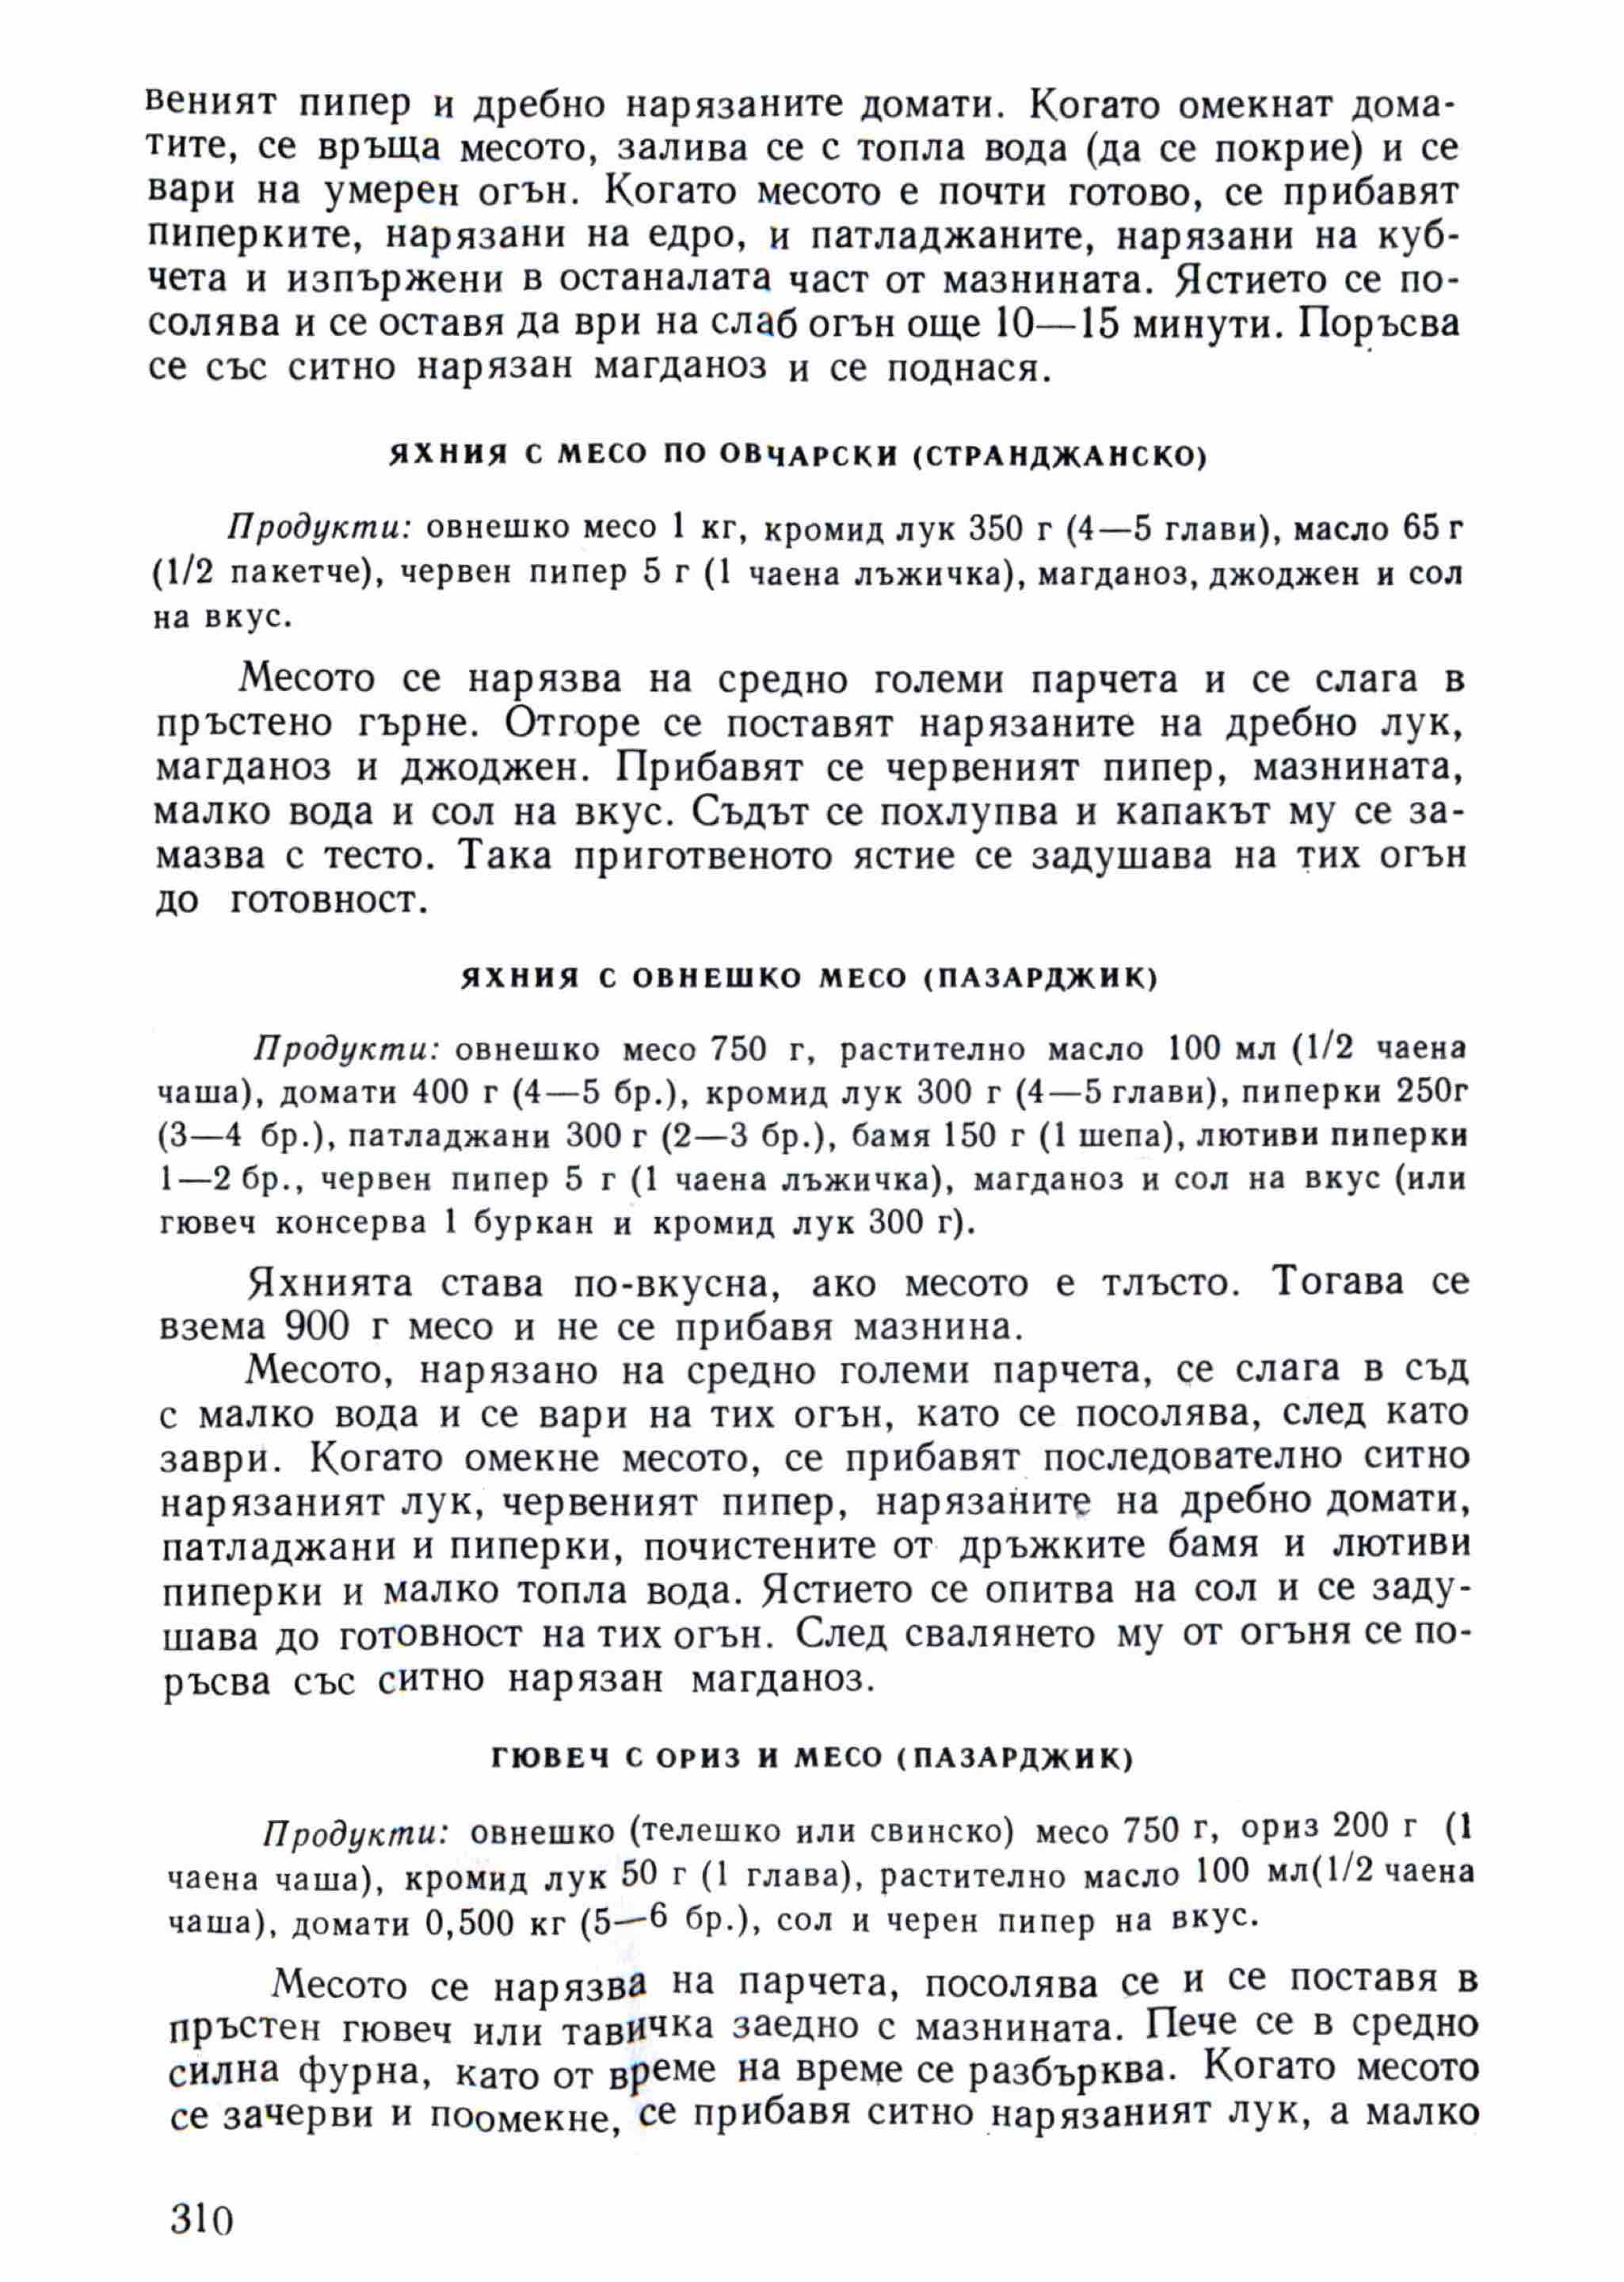 веният пипер и дребно нарязаните домати. Когато омекнат дома-
тите, се връща месото, залива се с топла вода (да се покрие) и се
вари на умерен огън. Когато месото е почти готово, се прибавят
пиперките, нарязани на едро, и патладжаните, нарязани на куб-
чета и изпържени в останалата част от мазнината. Ястието се по-
солява и се оставя да ври на слаб огън още 10—15 минути. Поръсва
се със ситно нарязан магданоз и се поднася.
ЯХНИЯ С МЕСО ПО ОВЧАРСКИ (СТРАНДЖАНСКО)
Продукти: овнешко месо 1 кг, кромид лук 350 г (4—5 глави), масло 65 г
(1/2 пакетче), червен пипер 5 г (1 чаена лъжичка), магданоз, джоджен и сол
на вкус.
Месото се нарязва на средно големи парчета и се слага в
пръстено гърне. Отгоре се поставят нарязаните на дребно лук,
магданоз и джоджен. Прибавят се червеният пипер, мазнината,
малко вода и сол на вкус. Съдът се похлупва и капакът му се за-
мазва с тесто. Така приготвеното ястие се задушава на тих огън
до готовност.
ЯХНИЯ С ОВНЕШКО МЕСО (ПАЗАРДЖИК)
Продукти: овнешко месо 750 г, растително масло 100 мл (1/2 чаена
чаша), домати 400 г (4—5 бр.), кромид лук 300 г (4—5 глави), пиперки 250г
(3—4 бр.), патладжани 300 г (2—3 бр.), бамя 150 г (1 шепа), лютиви пиперки
1—2 бр., червен пипер 5 г (1 чаена лъжичка), магданоз и сол на вкус (или
гювеч консерва 1 буркан и кромид лук 300 г).
Яхнията става по-вкусна, ако месото е тлъсто. Тогава се
взема 900 г месо и не се прибавя мазнина.
Месото, нарязано на средно големи парчета, се слага в съд
с малко вода и се вари на тих огън, като се посолява, след като
заври. Когато омекне месото, се прибавят последователно ситно
нарязаният лук, червеният пипер, нарязаните на дребно домати,
патладжани и пиперки, почистените от дръжките бамя и лютиви
пиперки и малко топла вода. Ястието се опитва на сол и се заду-
шава до готовност на тих огън. След свалянето му от огъня се по-
ръсва със ситно нарязан магданоз.
ГЮВЕЧ С ОРИЗ И МЕСО (ПАЗАРДЖИК)
Продукти: овнешко (телешко или свинско) месо 750 г, ориз 200 г (1
чаена чаша), кромид лук 50 г (1 глава), растително масло 100 мл(1/2 чаена
чаша), домати 0,500 кг (5—6 бр.), сол и черен пипер на вкус.
Месото се нарязва на парчета, посолява се и се поставя в
пръстен гювеч или тавичка заедно с мазнината. Пече се в средно
силна фурна, като от време на време се разбърква. Когато месото
се зачерви и поомекне, се прибавя ситно нарязаният лук, а малко
310